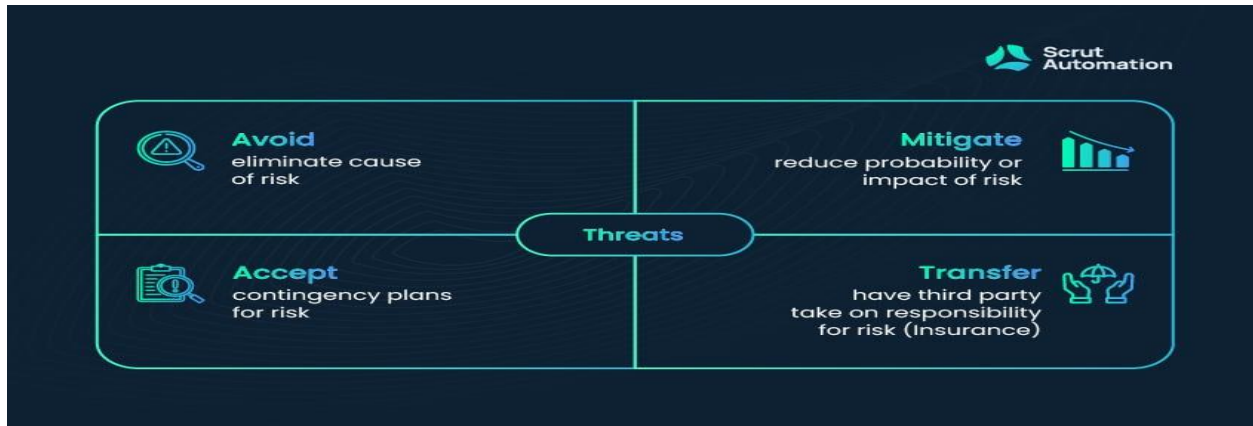 Scrut
Automation
Avoid
eliminate cause
of risk
Mitigate
reduce probability or
impact of risk
Threats
Accept
contingency plans
for risk
Transfer
have third party
take on responsibility
for risk (Insurance)